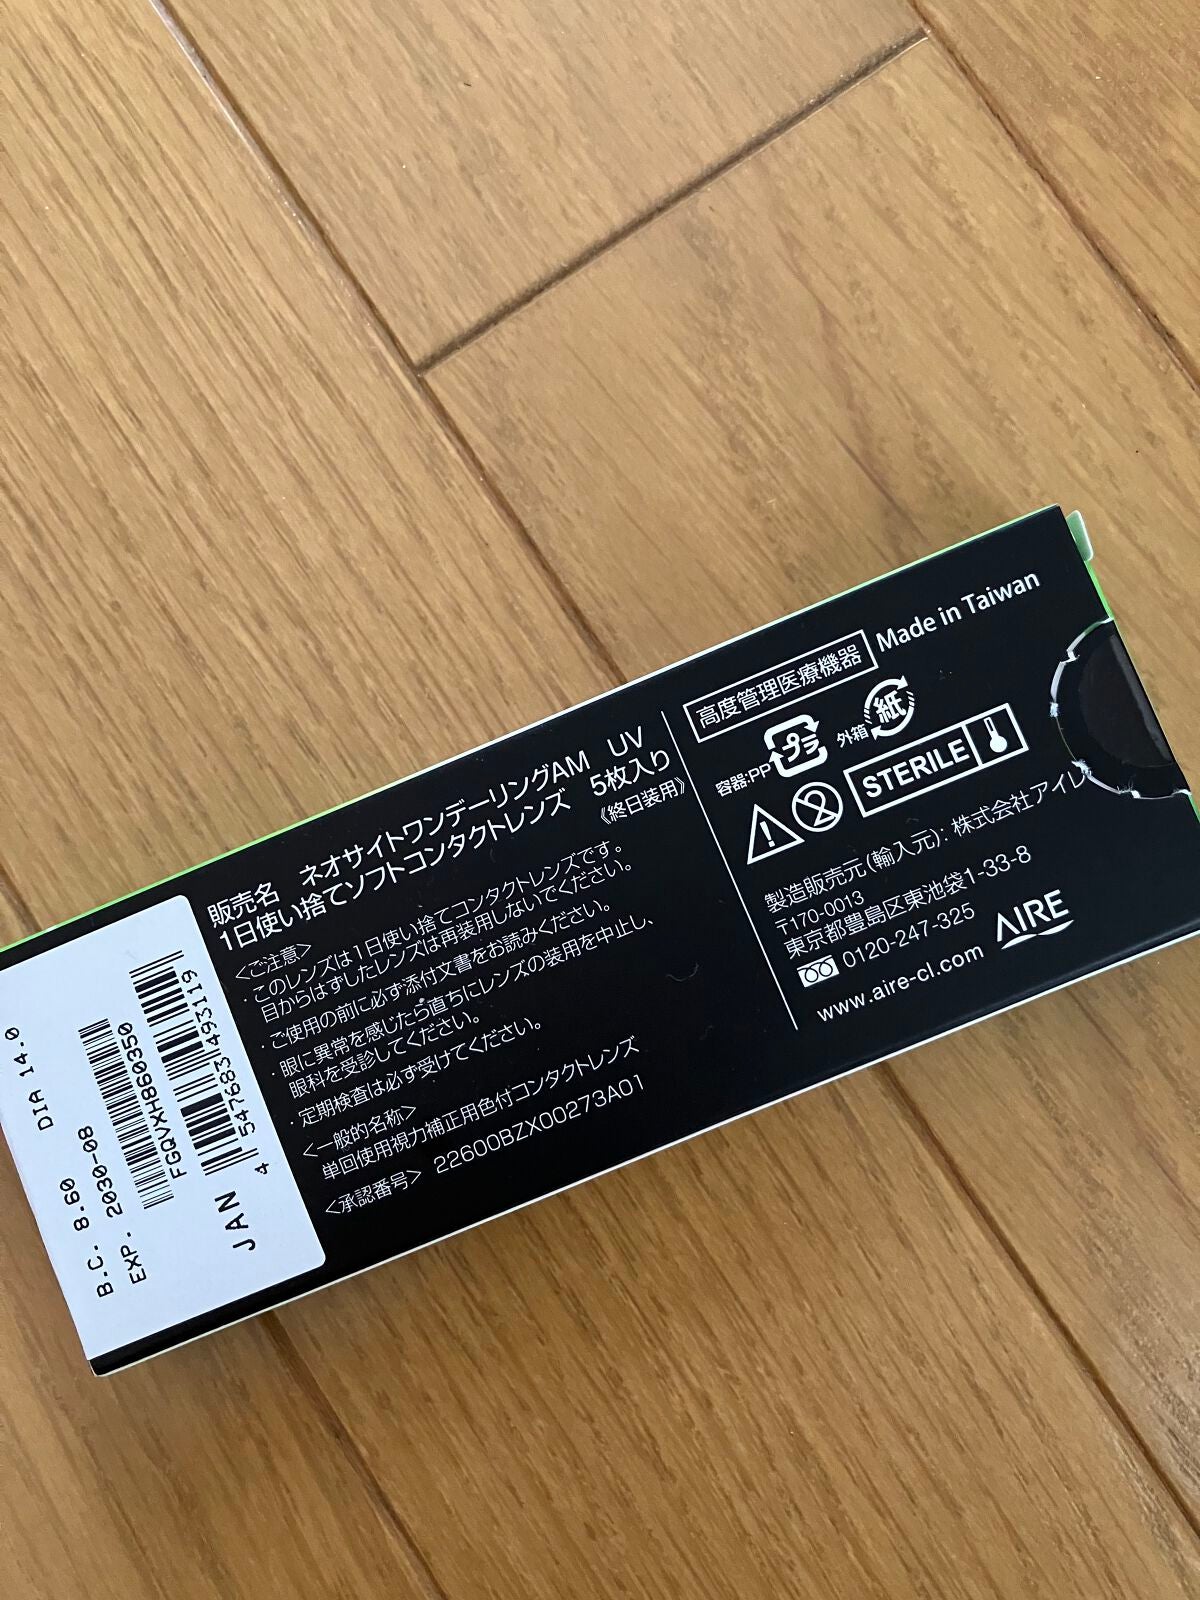 B.C. 8.60 DIA 14.0
EXP. 2030-08
FGQVXH860350
JAN
4 547683 493119
販売名 ネオサイトワンデーリングAM UV
1日使い捨てソフトコンタクトレンズ 5枚入り
《終日装用》
<ご注意>
・このレンズは1日使い捨てコンタクトレンズです。
目からはずしたレンズは再装用しないでください。
・ご使用の前に必ず添付文書をお読みください。
・眼に異常を感じたら直ちにレンズの装用を中止し、
眼科を受診してください。
・定期検査は必ず受けてください。
<一般的名称>
単回使用視力補正用色付コンタクトレンズ
<承認番号> 22600BZX00273A01
高度管理医療機器 Made in Taiwan
容器:PP プラ 外箱 紙
2 STERILE
製造販売元(輸入元): 株式会社アイレ
〒170-0013
東京都豊島区東池袋1-33-8
0120-247-325
AIRE
www.aire-cl.com